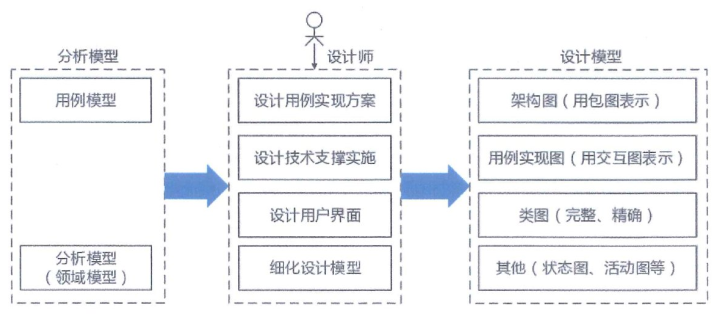 分析模型
用例模型
分析模型
（领域模型）
设计师
设计用例实现方案
设计技术支撑实施
设计用户界面
细化设计模型
设计模型
架构图（用包图表示）
用例实现图（用交互图表示）
类图（完整、精确）
其他（状态图、活动图等）